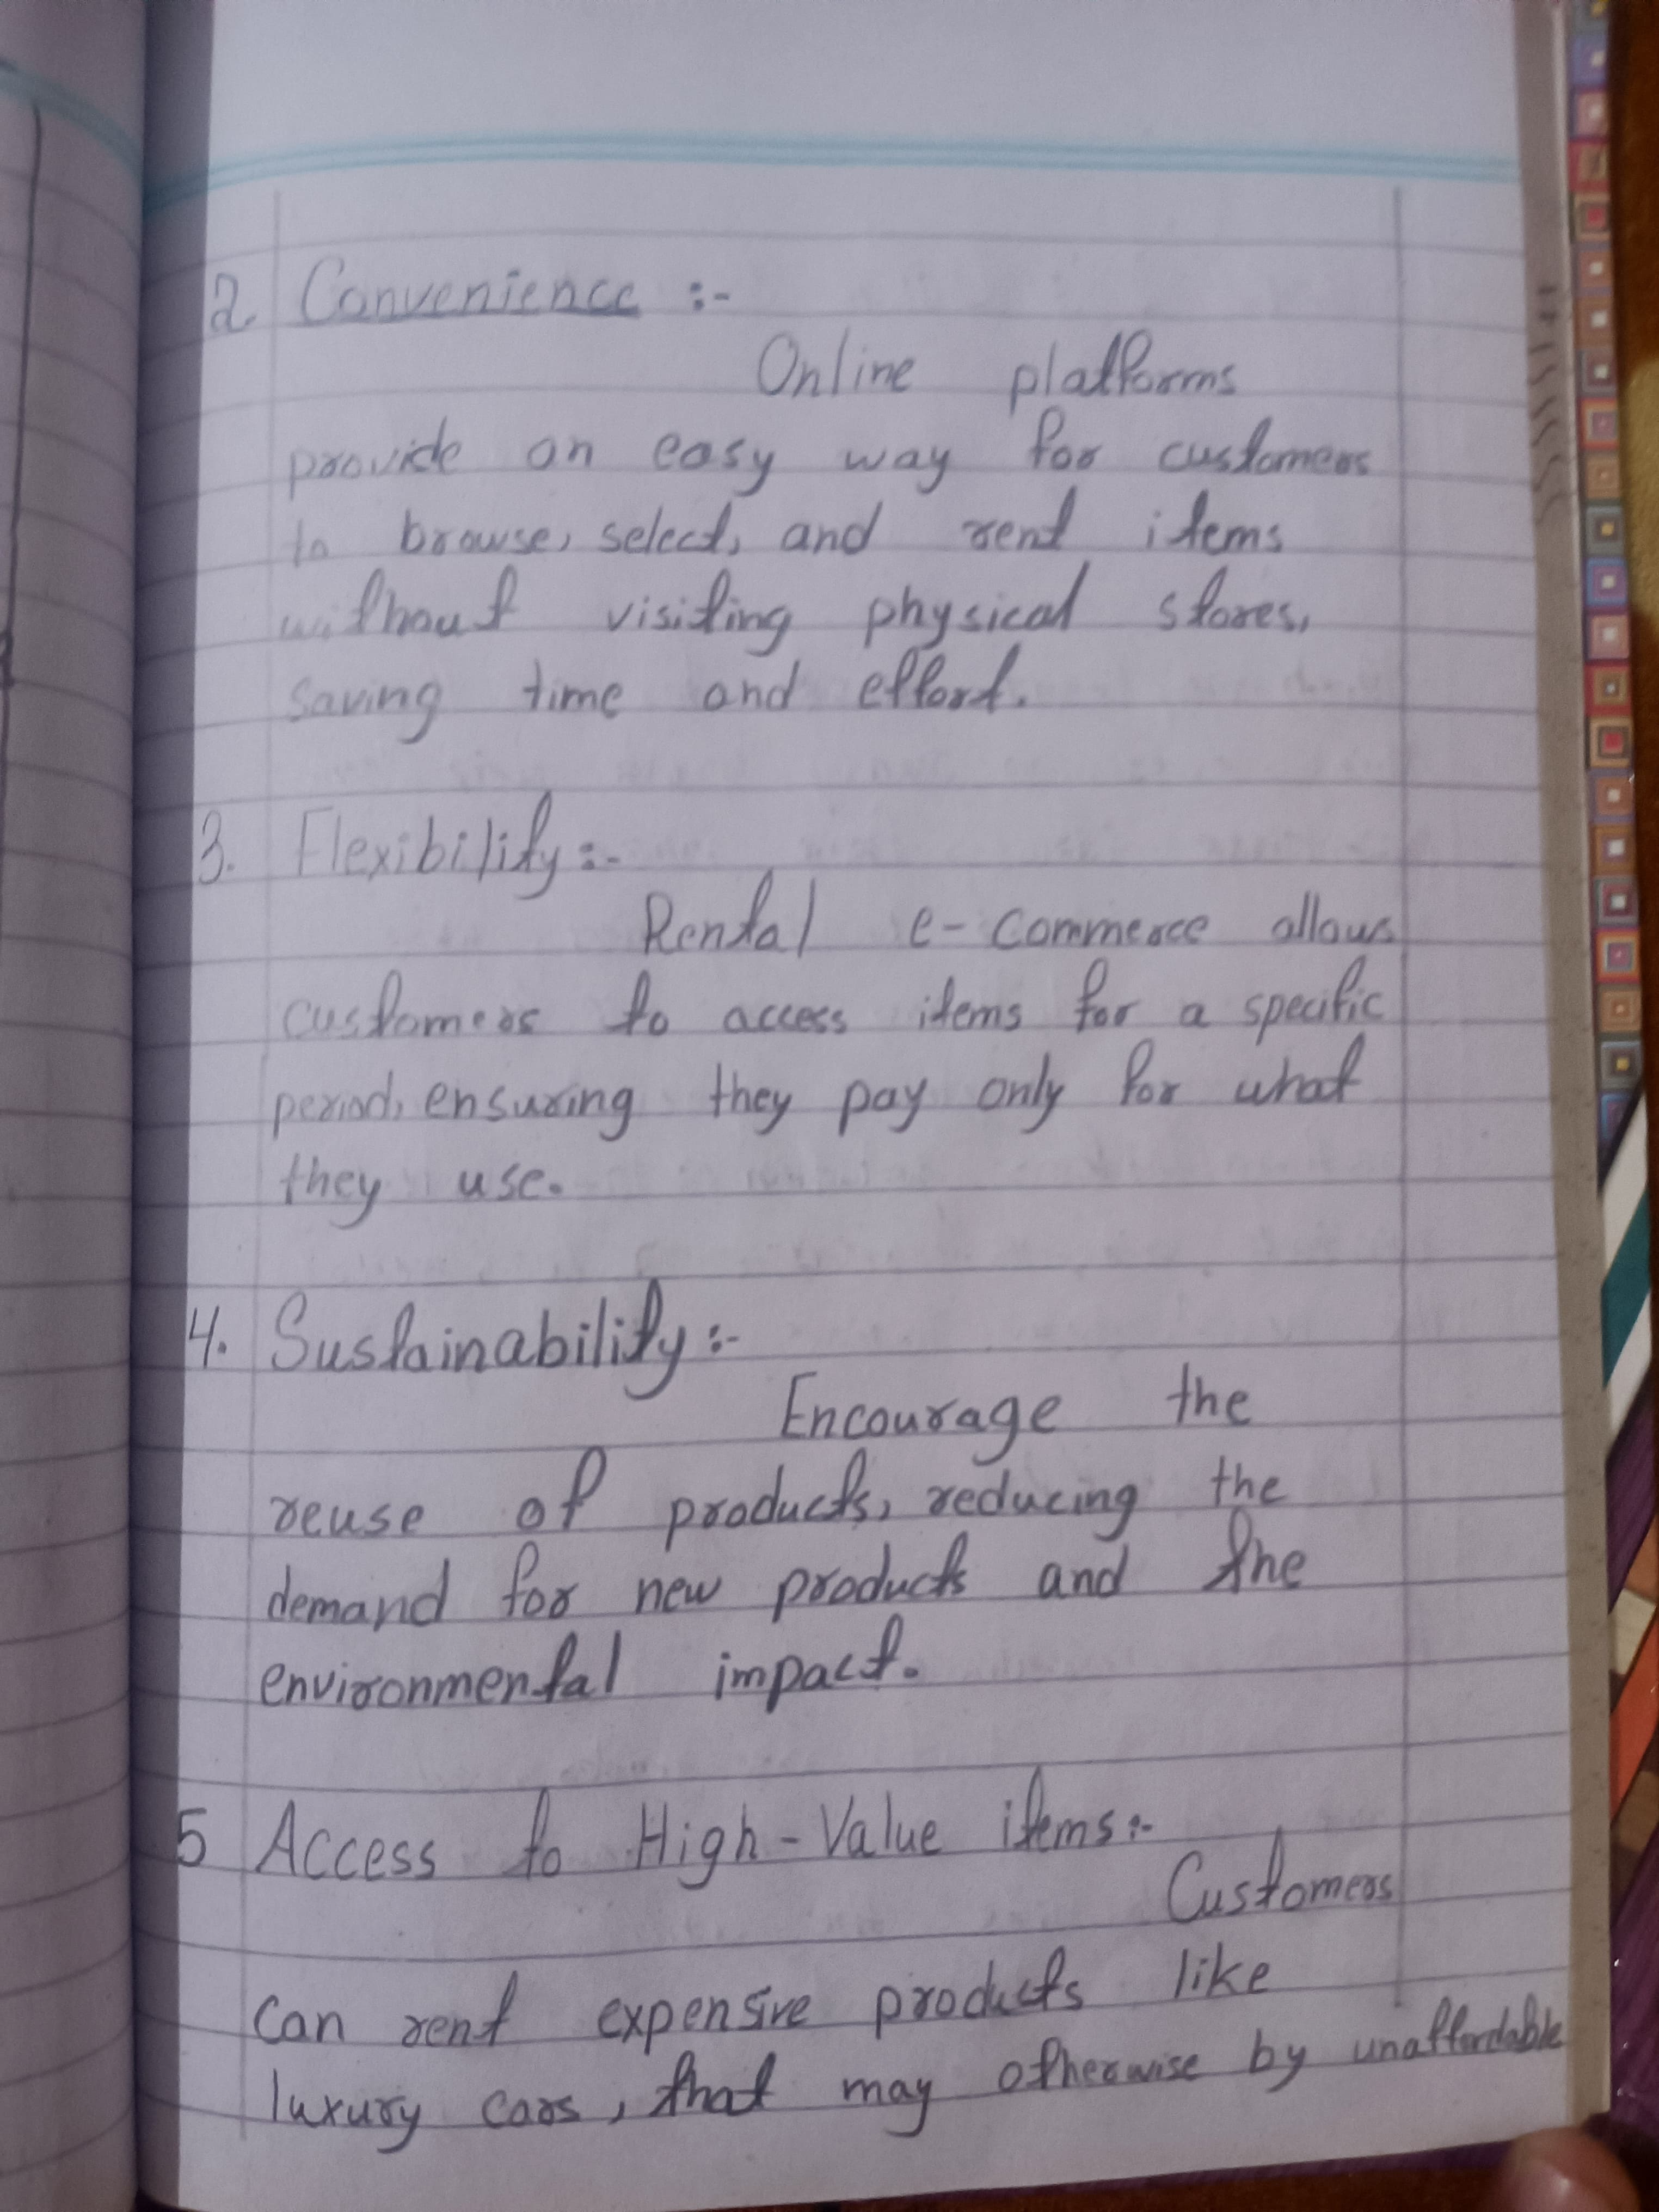 2. Convenience :-
Online platforms
provide an easy way for customers
to browse, select, and rent items
without visiting physical stores,
saving time and effort.
3. Flexibility :-
Rental e-commerce allows
customers to access items for a specific
period, ensuring they pay only for what
they use.
4. Sustainability :-
Encourage the
reuse of products, reducing the
demand for new products and the
environmental impact.
5 Access to High-Value items :-
Customers
can rent expensive products like
luxury cars, that may otherwise by unaffordable